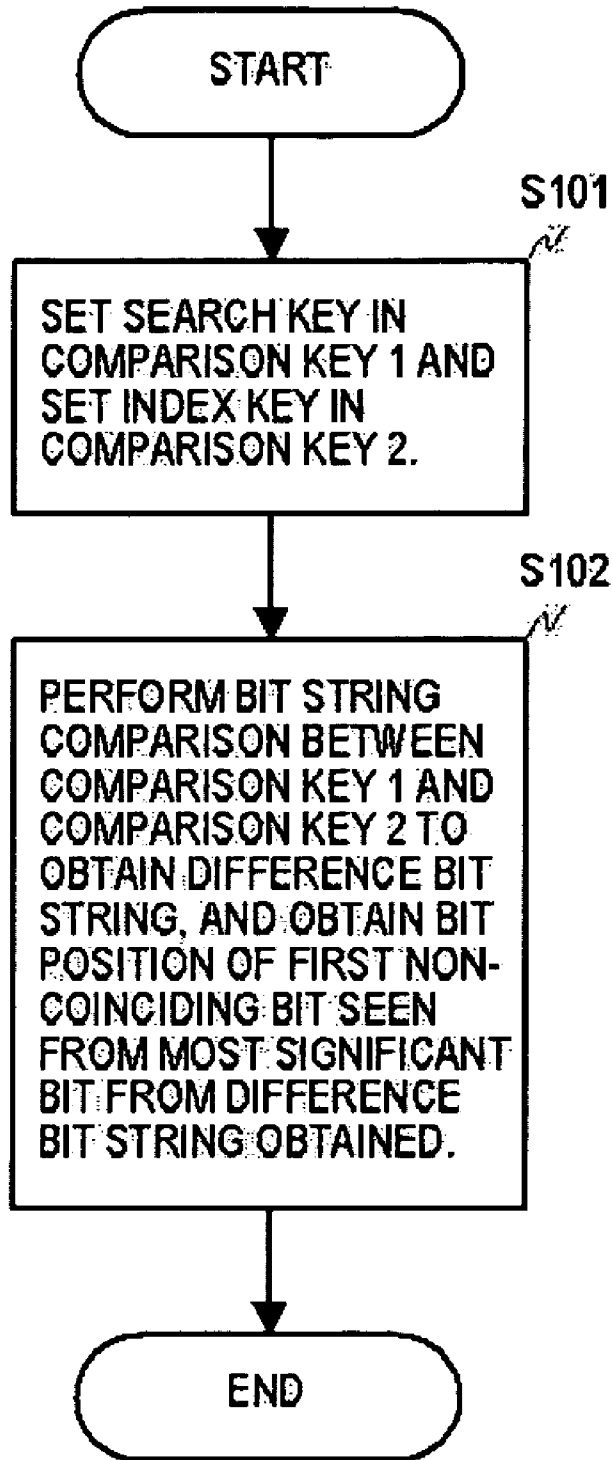 START
S101
SET SEARCH KEY IN
COMPARISON KEY 1 AND
SET INDEX KEY IN
COMPARISON KEY 2.
S102
PERFORM BIT STRING
COMPARISON BETWEEN
COMPARISON KEY 1 AND
COMPARISON KEY 2 TO
OBTAIN DIFFERENCE BIT
STRING, AND OBTAIN BIT
POSITION OF FIRST NON-
COINCIDING BIT SEEN
FROM MOST SIGNIFICANT
BIT FROM DIFFERENCE
BIT STRING OBTAINED.
END